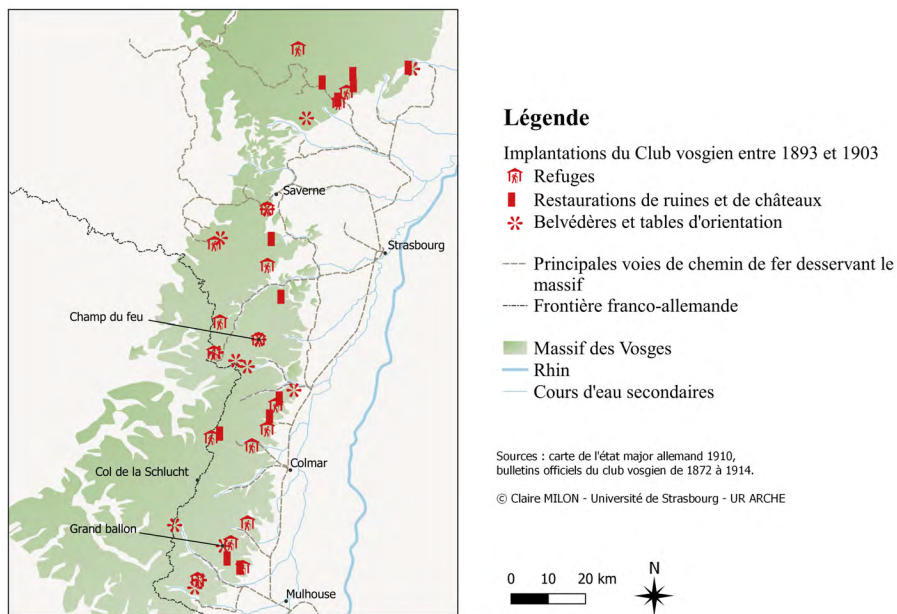 Saverne
Strasbourg
Champ du feu
Colmar
Col de la Schlucht
Grand ballon
Mulhouse
Légende
Implantations du Club vosgien entre 1893 et 1903
Refuges
Restaurations de ruines et de châteaux
Belvédères et tables d'orientation
Principales voies de chemin de fer desservant le
massif
Frontière franco-allemande
Massif des Vosges
Rhin
Cours d'eau secondaires
Sources : carte de l'état major allemand 1910,
bulletins officiels du club vosgien de 1872 à 1914.
© Claire MILON - Université de Strasbourg - UR ARCHE
0 10 20 km
N